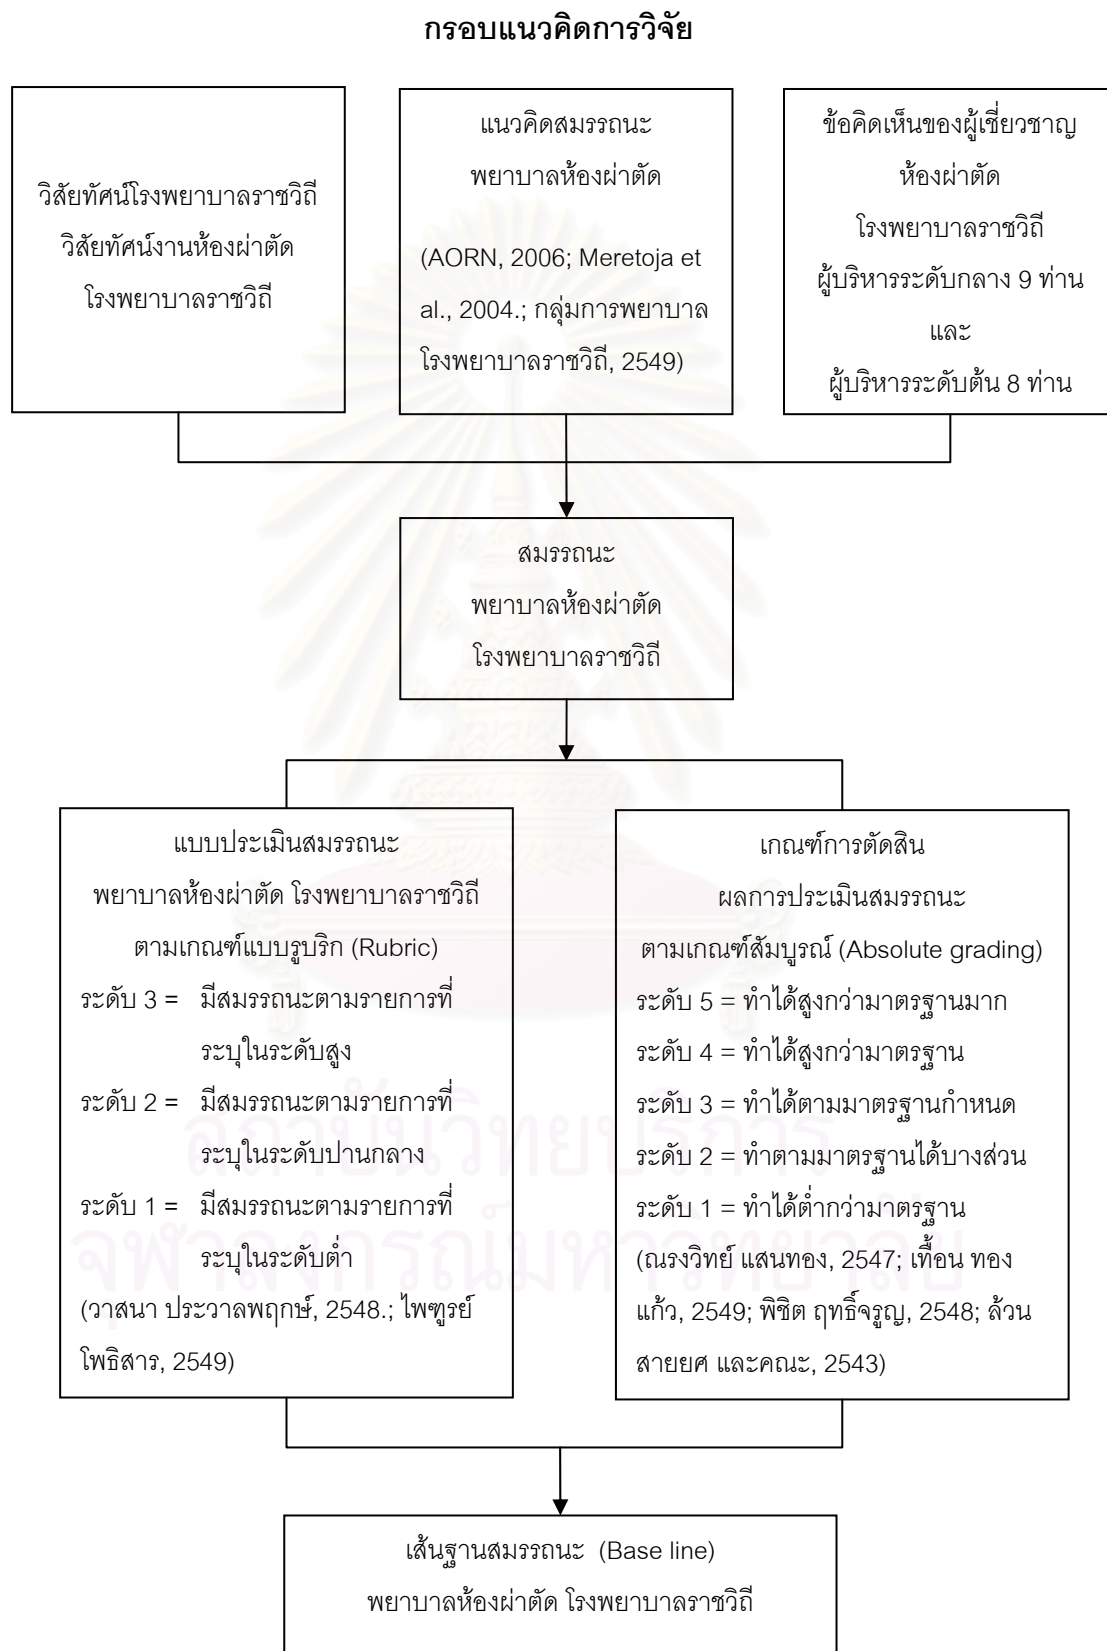 กรอบแนวคิดการวิจัย
วิสัยทัศน์โรงพยาบาลราชวิถี
วิสัยทัศน์งานห้องผ่าตัด
โรงพยาบาลราชวิถี
แนวคิดสมรรถนะ
พยาบาลห้องผ่าตัด
(AORN, 2006; Meretoja et
al., 2004.; กลุ่มการพยาบาล
โรงพยาบาลราชวิถี, 2549)
ข้อคิดเห็นของผู้เชี่ยวชาญ
ห้องผ่าตัด
โรงพยาบาลราชวิถี
ผู้บริหารระดับกลาง 9 ท่าน
และ
ผู้บริหารระดับต้น 8 ท่าน
สมรรถนะ
พยาบาลห้องผ่าตัด
โรงพยาบาลราชวิถี
แบบประเมินสมรรถนะ
พยาบาลห้องผ่าตัด โรงพยาบาลราชวิถี
ตามเกณฑ์แบบรูบริก (Rubric)
ระดับ 3 = มีสมรรถนะตามรายการที่
ระบุในระดับสูง
ระดับ 2 = มีสมรรถนะตามรายการที่
ระบุในระดับปานกลาง
ระดับ 1 = มีสมรรถนะตามรายการที่
ระบุในระดับต่ำ
(วาสนา ประวาลพฤกษ์, 2548.; ไพฑูรย์
โพธิสาร, 2549)
เกณฑ์การตัดสิน
ผลการประเมินสมรรถนะ
ตามเกณฑ์สัมบูรณ์ (Absolute grading)
ระดับ 5 = ทำได้สูงกว่ามาตรฐานมาก
ระดับ 4 = ทำได้สูงกว่ามาตรฐาน
ระดับ 3 = ทำได้ตามมาตรฐานกำหนด
ระดับ 2 = ทำตามมาตรฐานได้บางส่วน
ระดับ 1 = ทำได้ต่ำกว่ามาตรฐาน
(ณรงวิทย์ แสนทอง, 2547; เทื้อน ทอง
แก้ว, 2549; พิชิต ฤทธิ์จรูญ, 2548; ล้วน
สายยศ และคณะ, 2543)
เส้นฐานสมรรถนะ (Base line)
พยาบาลห้องผ่าตัด โรงพยาบาลราชวิถี
สถาบันวิทยบริการ
จุฬาลงกรณ์มหาวิทยาลัย